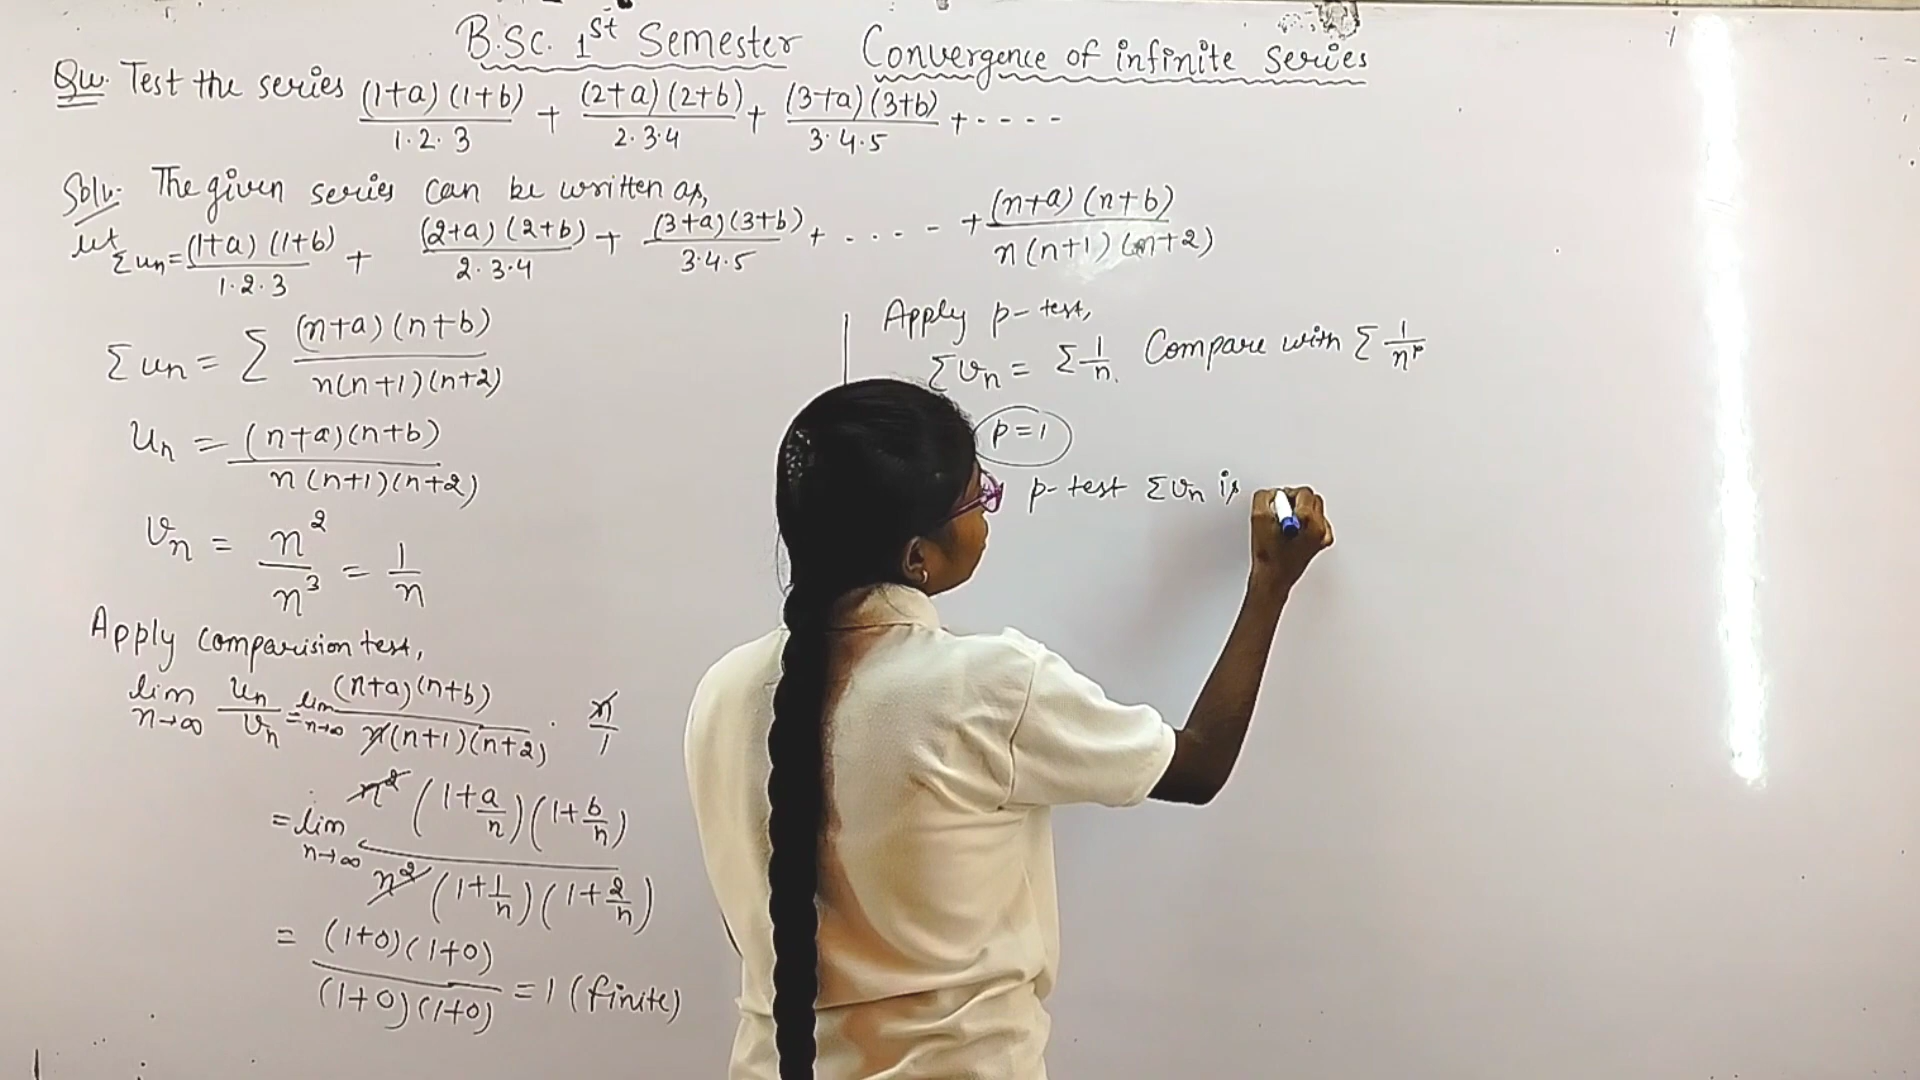 B.Sc. 1st Semester Convergence of infinite series
Qu. Test the series (1+a)(1+b)/1·2·3 + (2+a)(2+b)/2·3·4 + (3+a)(3+b)/3·4·5 + ----
Solu. The given series can be written as,
let Σun = (1+a)(1+b)/1·2·3 + (2+a)(2+b)/2·3·4 + (3+a)(3+b)/3·4·5 + ---- + (n+a)(n+b)/n(n+1)(n+2)
Σun = Σ (n+a)(n+b)/n(n+1)(n+2)
un = (n+a)(n+b)/n(n+1)(n+2)
vn = n²/n³ = 1/n
Apply comparision test,
lim n→∞ un/vn = lim n→∞ (n+a)(n+b)/n(n+1)(n+2) · n/1
= lim n→∞ n²(1+a/n)(1+b/n)/n²(1+1/n)(1+2/n)
= (1+0)(1+0)/(1+0)(1+0) = 1 (finite)
Apply p-test,
Σvn = Σ1/n. Compare with Σ 1/nᵖ
p=1
p-test Σvn is